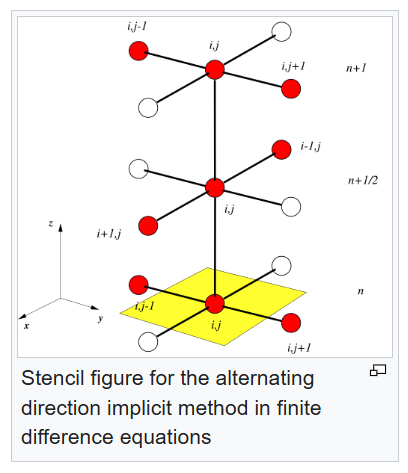 i,j-1
i,j
i,j+1
n+1
i-1,j
n+1/2
i,j
i+1,j
z
n
i,j-1
x
y
i,j
i,j+1
Stencil figure for the alternating
direction implicit method in finite
difference equations